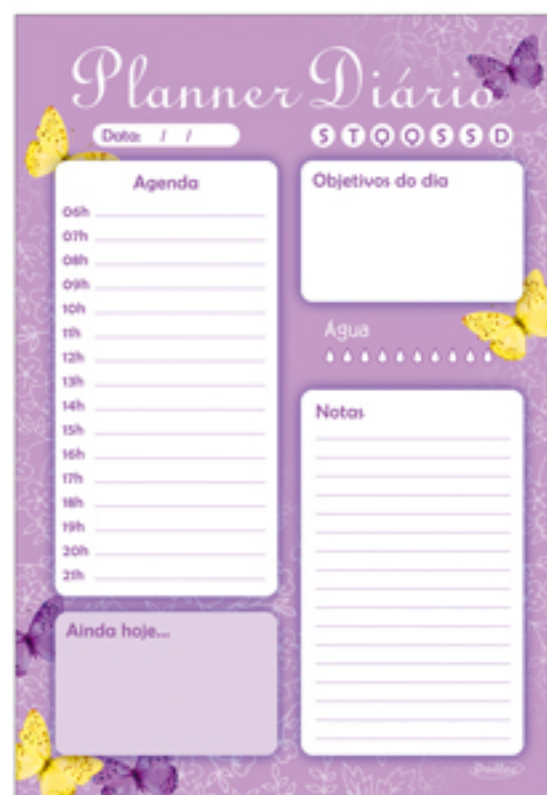 Planner Diário
Data: / /
S T Q Q S S D
Agenda
06h
07h
08h
09h
10h
11h
12h
13h
14h
15h
16h
17h
18h
19h
20h
21h
Ainda hoje...
Objetivos do dia
Água
Notas